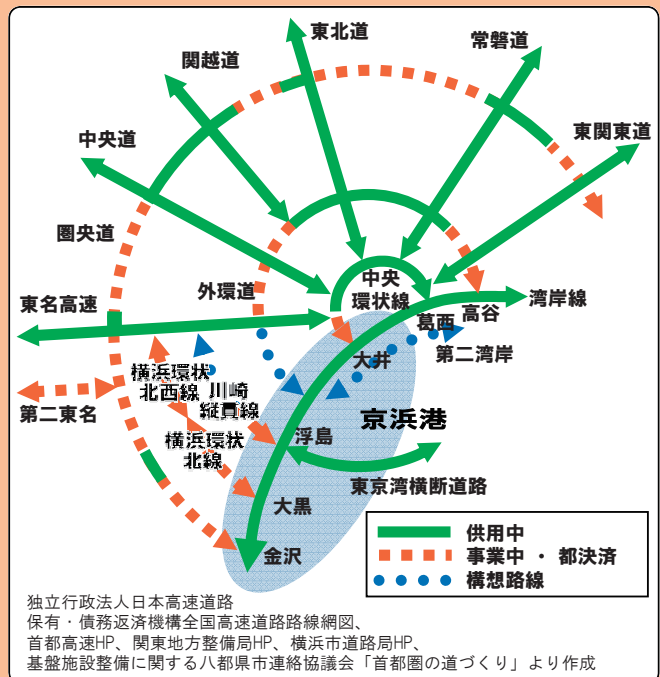 東北道
常磐道
関越道
東関東道
中央道
圏央道
中央
環状線
外環道
湾岸線
東名高速
葛西
高谷
大井
第二湾岸
横浜環状
北西線
川崎
縦貫線
第二東名
京浜港
横浜環状
北線
浮島
東京湾横断道路
大黒
金沢
供用中
事業中 ・ 都決済
構想路線
独立行政法人日本高速道路
保有・債務返済機構全国高速道路路線網図、
首都高速HP、関東地方整備局HP、横浜市道路局HP、
基盤施設整備に関する八都県市連絡協議会「首都圏の道づくり」より作成